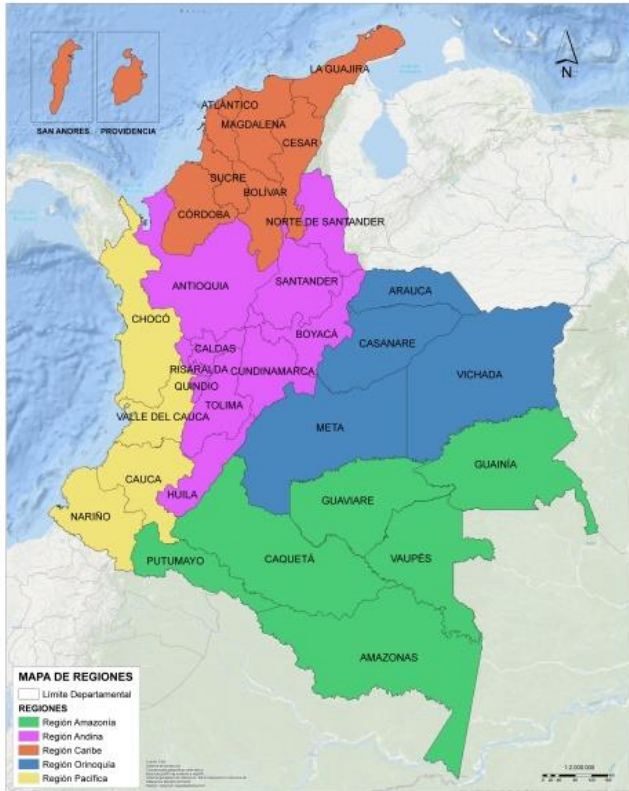 N
SAN ANDRES
PROVIDENCIA
LA GUAJIRA
ATLÁNTICO
MAGDALENA
CESAR
SUCRE
BOLÍVAR
CÓRDOBA
NORTE DE SANTANDER
ANTIOQUIA
SANTANDER
ARAUCA
CHOCÓ
BOYACÁ
CALDAS
CASANARE
RISARALDA
CUNDINAMARCA
VICHADA
QUINDIO
TOLIMA
VALLE DEL CAUCA
META
GUAINÍA
CAUCA
HUILA
GUAVIARE
NARIÑO
PUTUMAYO
CAQUETÁ
VAUPÉS
AMAZONAS
MAPA DE REGIONES
Límite Departamental
REGIONES
Región Amazonía
Región Andina
Región Caribe
Región Orinoquía
Región Pacífica